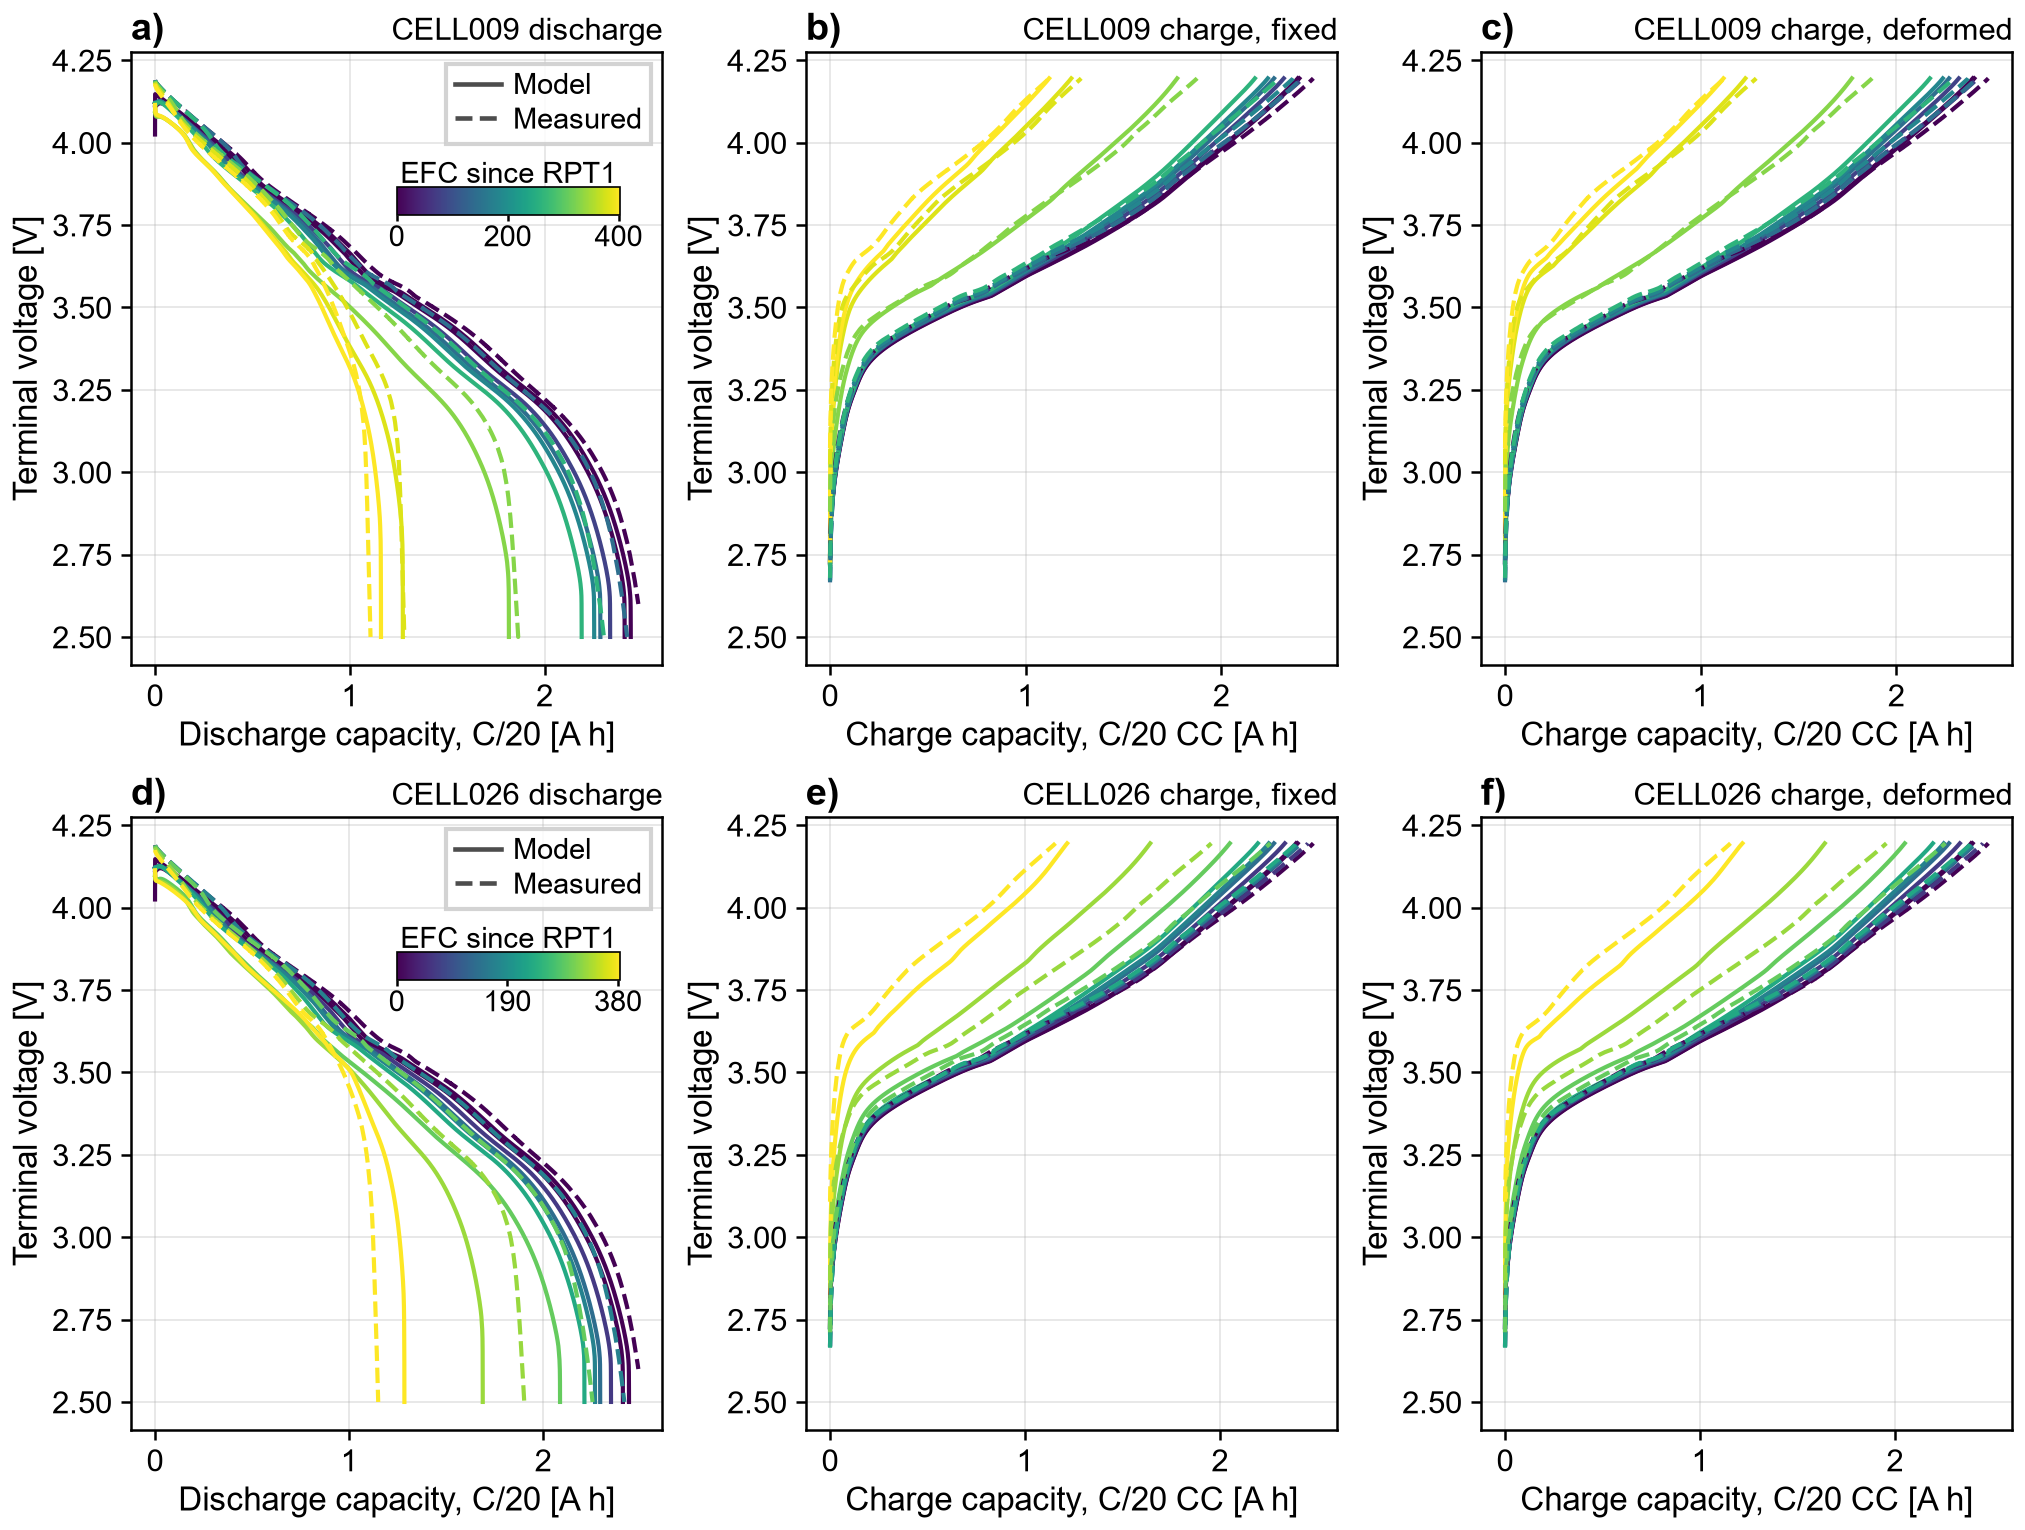 a) CELL009 discharge
4.25
4.00
3.75
3.50
3.25
3.00
2.75
2.50
Terminal voltage [V]
Model
Measured
EFC since RPT1
0 200 400
0 1 2
Discharge capacity, C/20 [A h]
b) CELL009 charge, fixed
4.25
4.00
3.75
3.50
3.25
3.00
2.75
2.50
Terminal voltage [V]
0 1 2
Charge capacity, C/20 CC [A h]
c) CELL009 charge, deformed
4.25
4.00
3.75
3.50
3.25
3.00
2.75
2.50
Terminal voltage [V]
0 1 2
Charge capacity, C/20 CC [A h]
d) CELL026 discharge
4.25
4.00
3.75
3.50
3.25
3.00
2.75
2.50
Terminal voltage [V]
Model
Measured
EFC since RPT1
0 190 380
0 1 2
Discharge capacity, C/20 [A h]
e) CELL026 charge, fixed
4.25
4.00
3.75
3.50
3.25
3.00
2.75
2.50
Terminal voltage [V]
0 1 2
Charge capacity, C/20 CC [A h]
f) CELL026 charge, deformed
4.25
4.00
3.75
3.50
3.25
3.00
2.75
2.50
Terminal voltage [V]
0 1 2
Charge capacity, C/20 CC [A h]